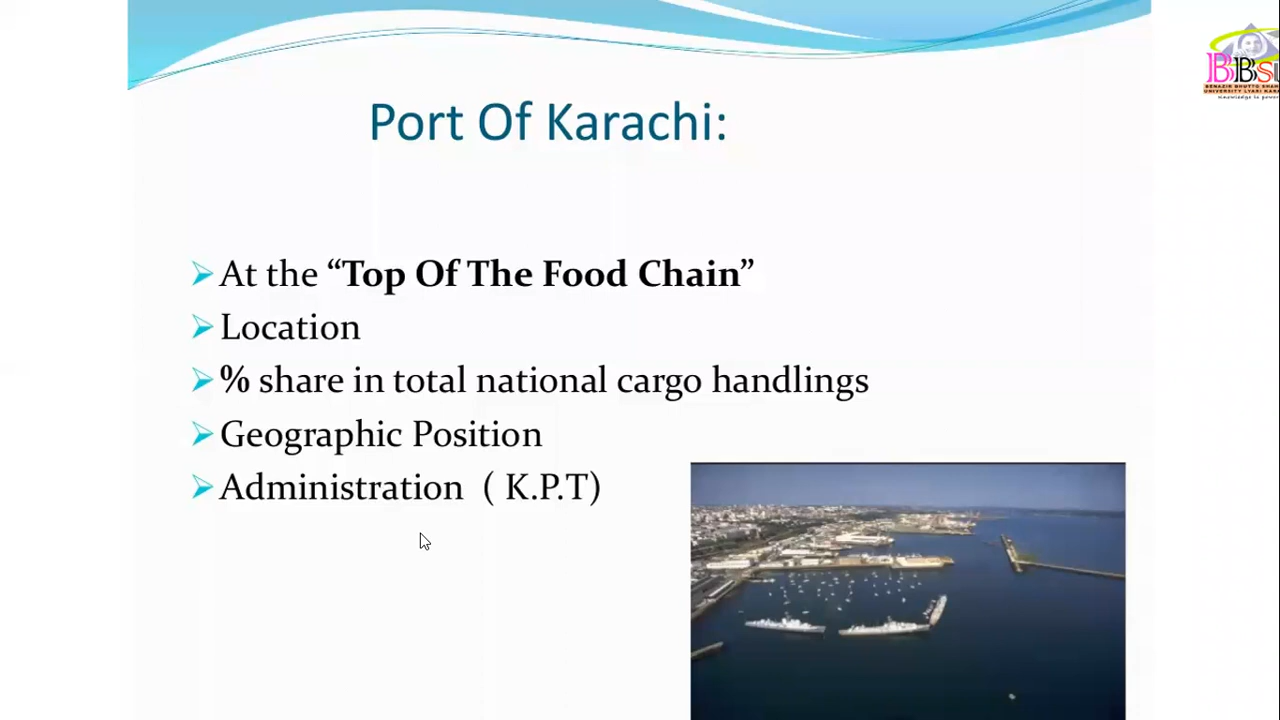 Port Of Karachi:
At the “Top Of The Food Chain”
Location
% share in total national cargo handlings
Geographic Position
Administration ( K.P.T)
BBS